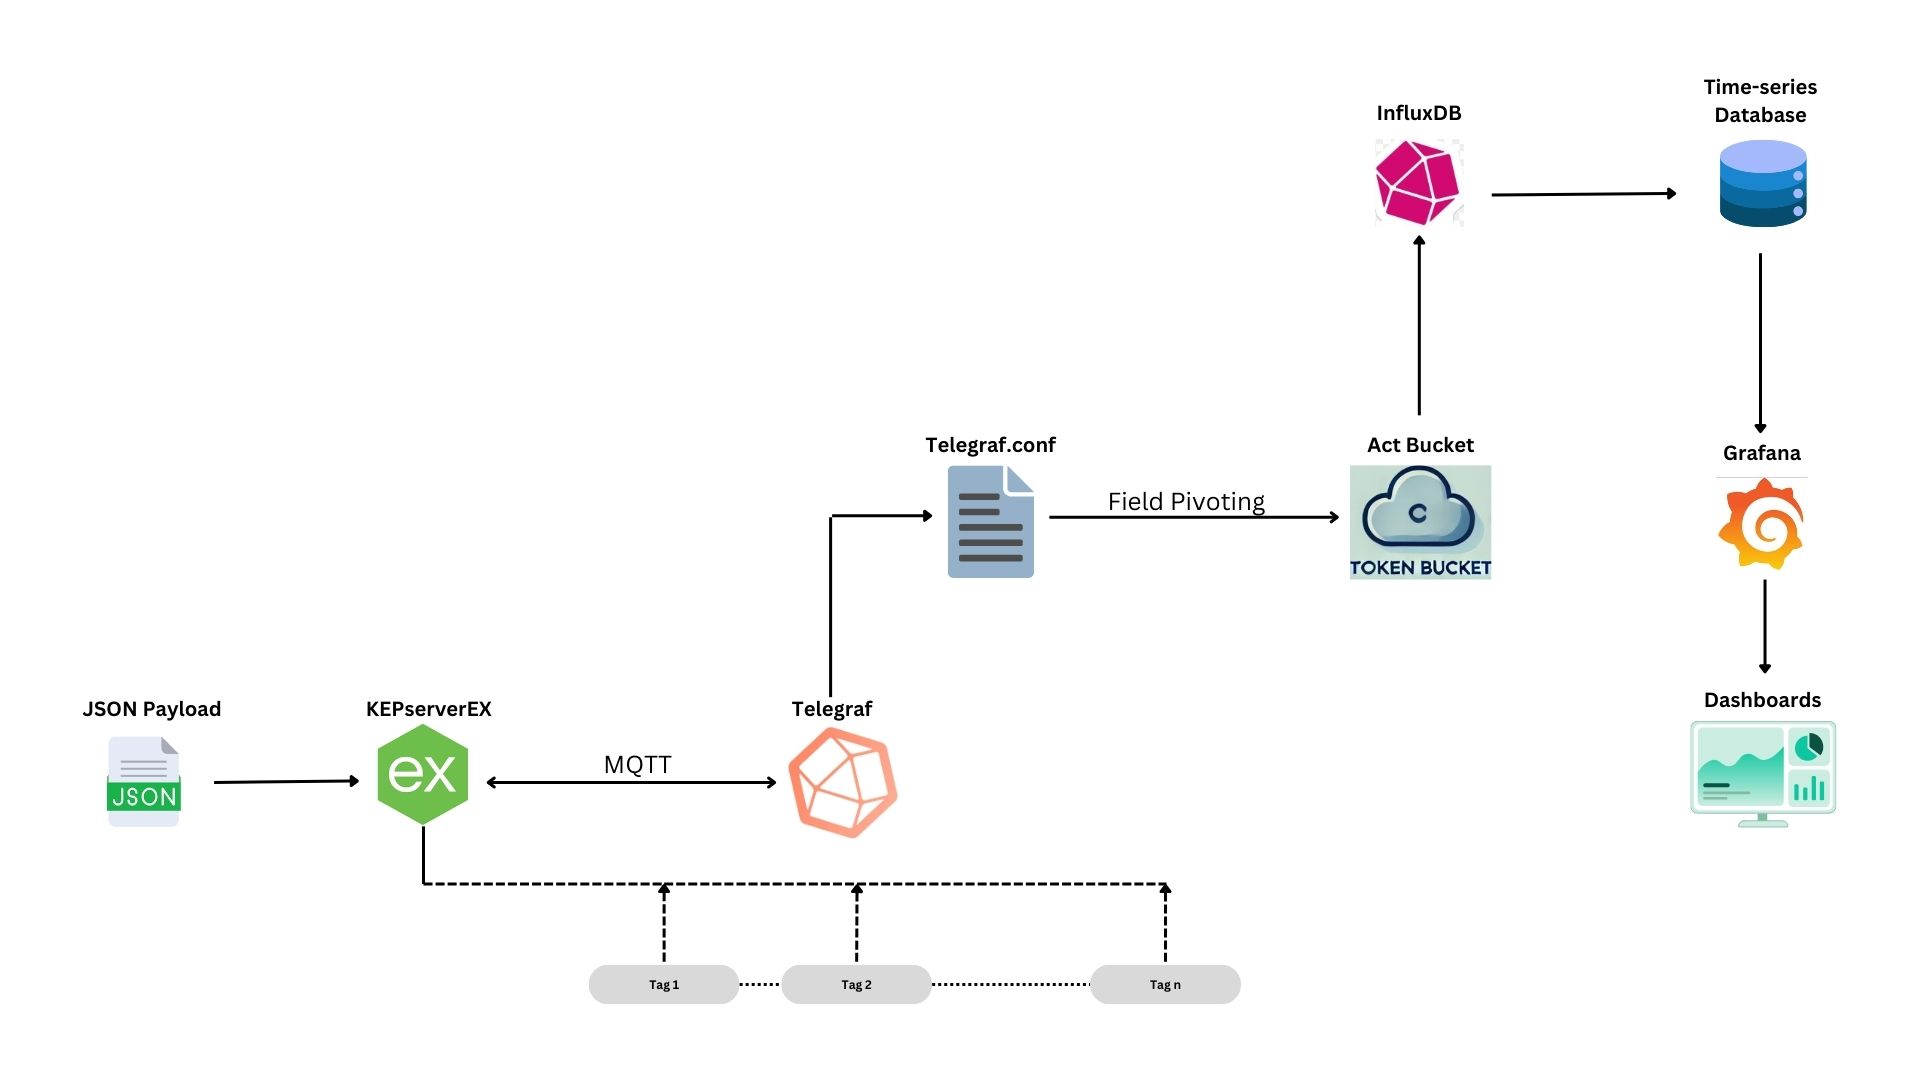 Time-series
Database
InfluxDB
Telegraf.conf
Act Bucket
Grafana
Field Pivoting
C
TOKEN BUCKET
JSON Payload
KEPserverEX
Telegraf
Dashboards
MQTT
ex
JSON
Tag 1
Tag 2
Tag n